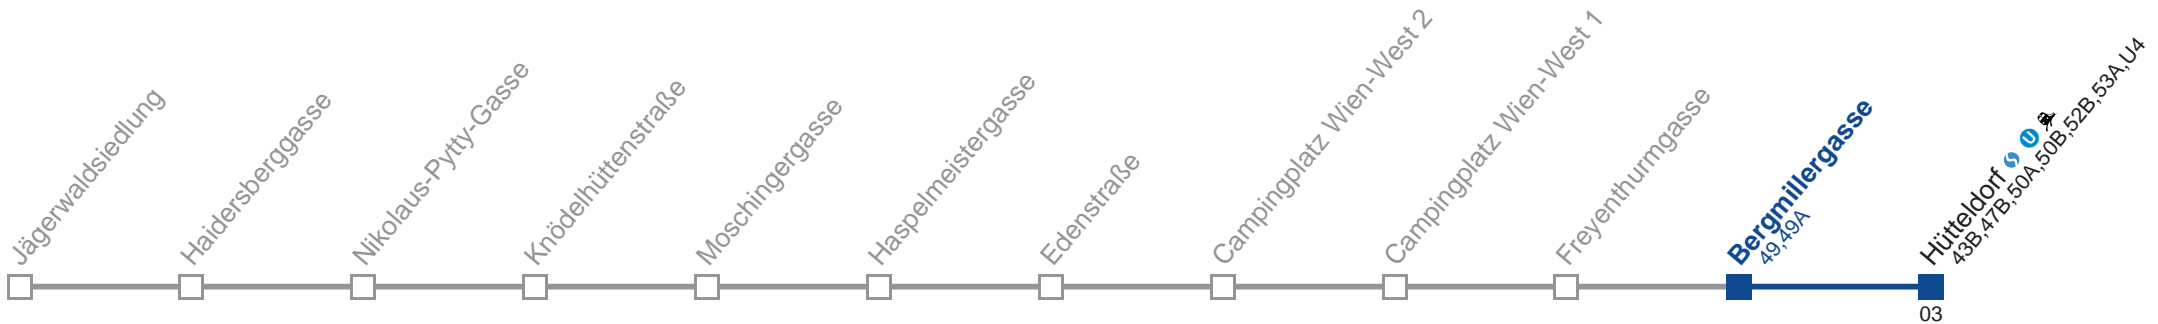 Jägerwaldsiedlung
Haidersberggasse
Nikolaus-Pytty-Gasse
Knödelhüttenstraße
Moschingergasse
Haspelmeistergasse
Edenstraße
Campingplatz Wien-West 2
Campingplatz Wien-West 1
Freyenthurmgasse
Bergmillergasse
49,49A
Hütteldorf S U
43B,47B,50A,50B,52B,53A,U4
03